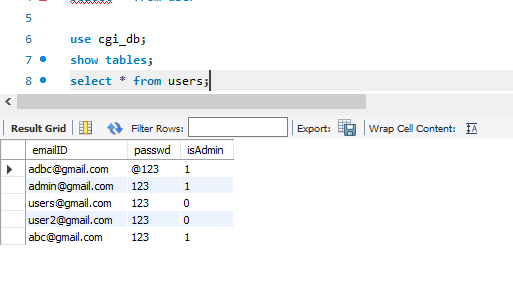 5
6 use cgi_db;
7 show tables;
8 select * from users;
Result Grid Filter Rows: Export: Wrap Cell Content: IA
emailID passwd isAdmin
adbc@gmail.com @123 1
admin@gmail.com 123 1
users@gmail.com 123 0
user2@gmail.com 123 0
abc@gmail.com 123 1